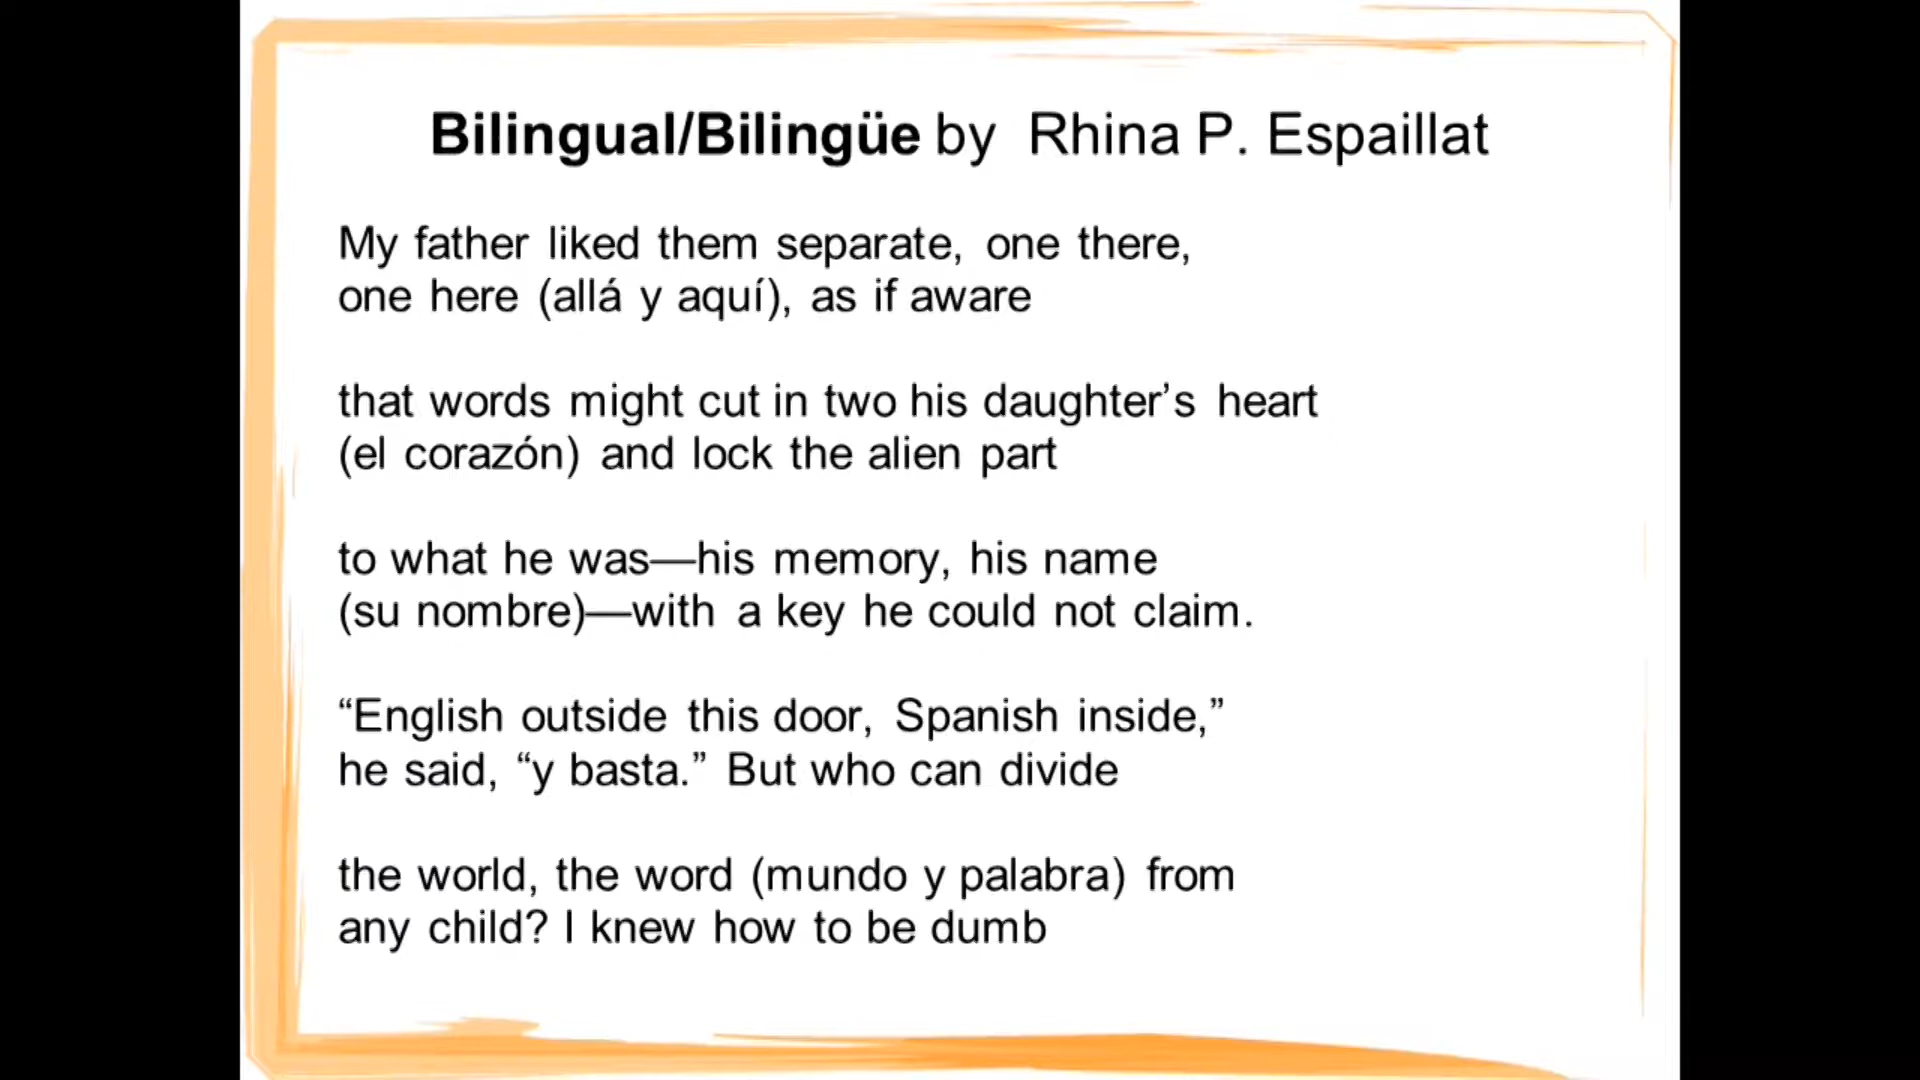 Bilingual/Bilingüe by Rhina P. Espaillat
My father liked them separate, one there,
one here (allá y aquí), as if aware
that words might cut in two his daughter’s heart
(el corazón) and lock the alien part
to what he was—his memory, his name
(su nombre)—with a key he could not claim.
“English outside this door, Spanish inside,”
he said, “y basta.” But who can divide
the world, the word (mundo y palabra) from
any child? I knew how to be dumb